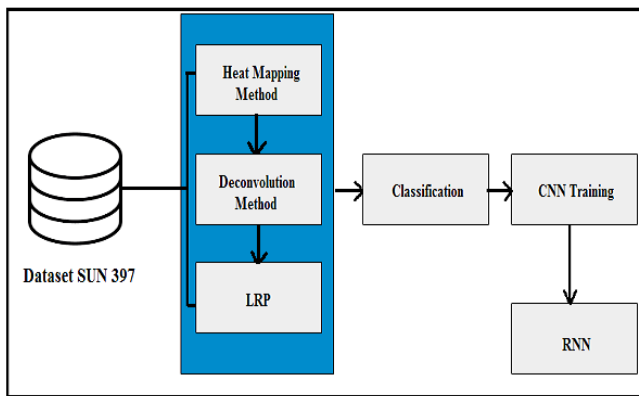 Heat Mapping
Method
Deconvolution
Method
LRP
Dataset SUN 397
Classification
CNN Training
RNN